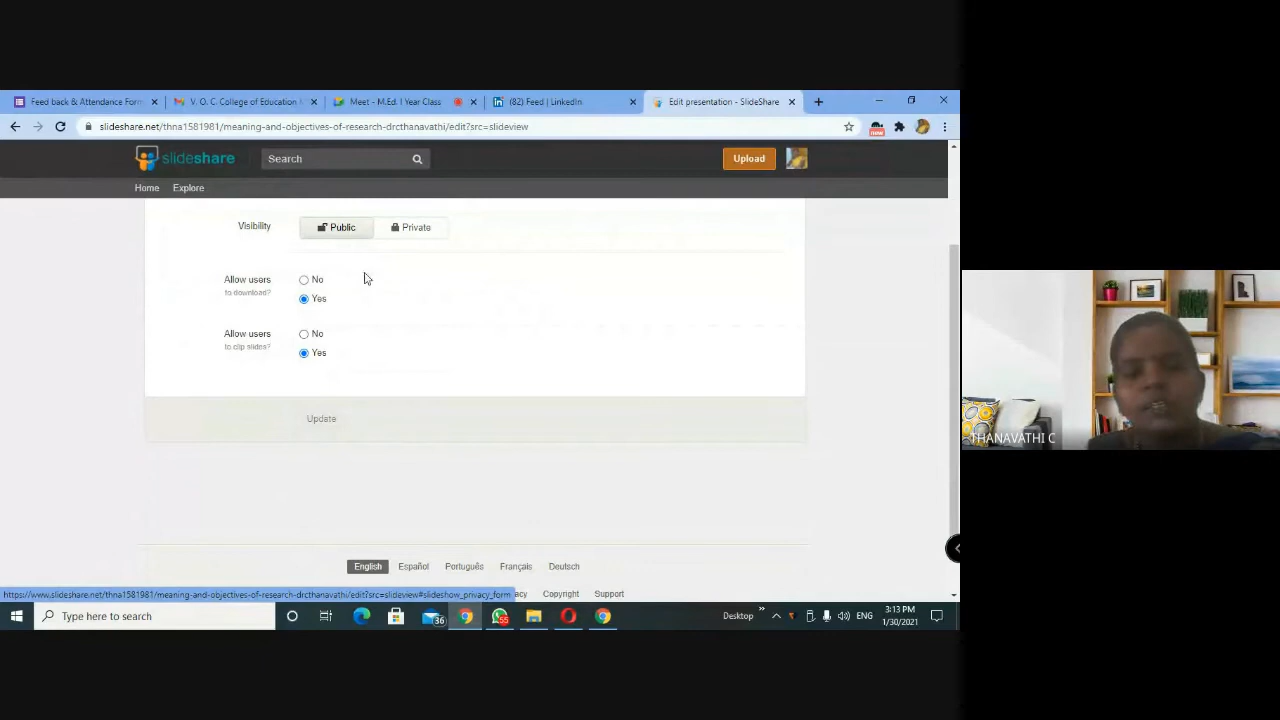 Feed back & Attendance Form
V. O. C. College of Education
Meet - M.Ed. I Year Class
(82) Feed | LinkedIn
Edit presentation - SlideShare
slideshare.net/thna1581981/meaning-and-objectives-of-research-drcthanavathi/edit?src=slideview
new
slideshare
Search
Upload
Home
Explore
Visibility
Public
Private
Allow users
to download?
No
Yes
Allow users
to clip slides?
No
Yes
Update
THANAVATHI C
English
Español
Português
Français
Deutsch
https://www.slideshare.net/thna1581981/meaning-and-objectives-of-research-drcthanavathi/edit?src=slideview#slideshow_privacy_form
Copyright
Support
Type here to search
36
55
Desktop
ENG
3:13 PM
1/30/2021